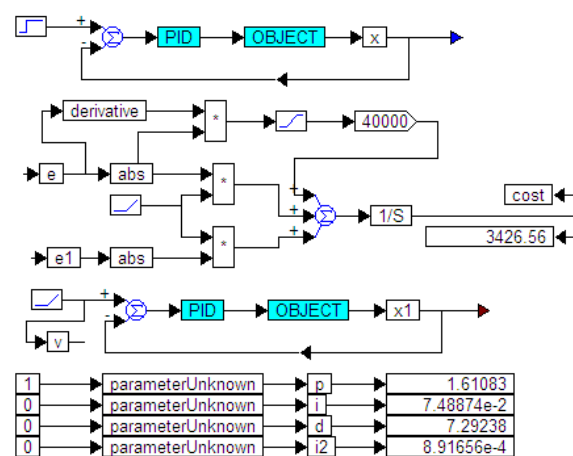 +
- Σ PID OBJECT x
derivative * 40000
e abs * +
cost
+ Σ 1/S
3426.56
e1 abs * +
+
- Σ PID OBJECT x1
v
1 parameterUnknown p 1.61083
0 parameterUnknown i 7.48874e-2
0 parameterUnknown d 7.29238
0 parameterUnknown i2 8.91656e-4